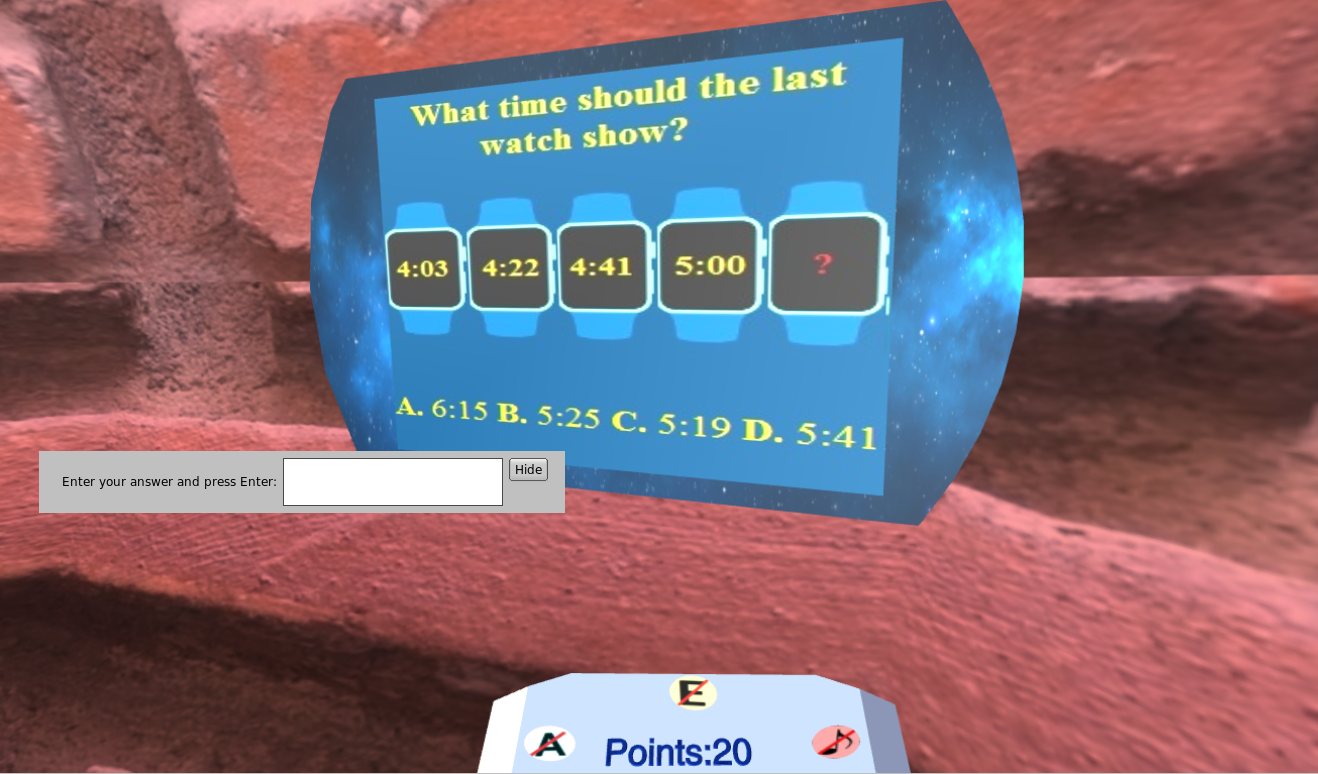 What time should the last
watch show?
4:03 4:22 4:41 5:00 ?
A. 6:15 B. 5:25 C. 5:19 D. 5:41
Enter your answer and press Enter:
Hide
E
A
Points:20